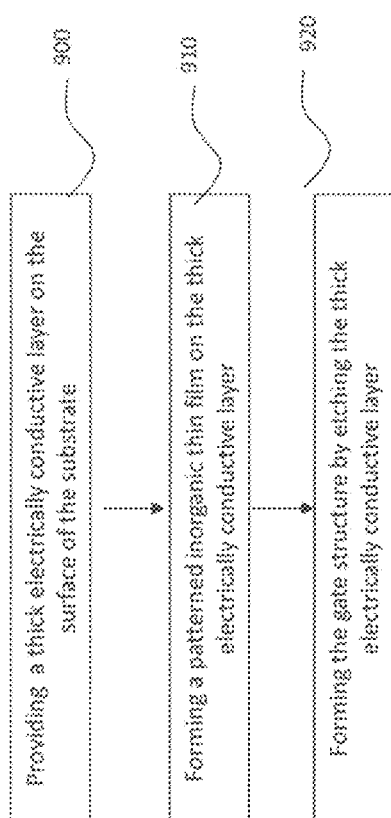 900
Providing a thick electrically conductive layer on the
surface of the substrate
910
Forming a patterned inorganic thin film on the thick
electrically conductive layer
920
Forming the gate structure by etching the thick
electrically conductive layer